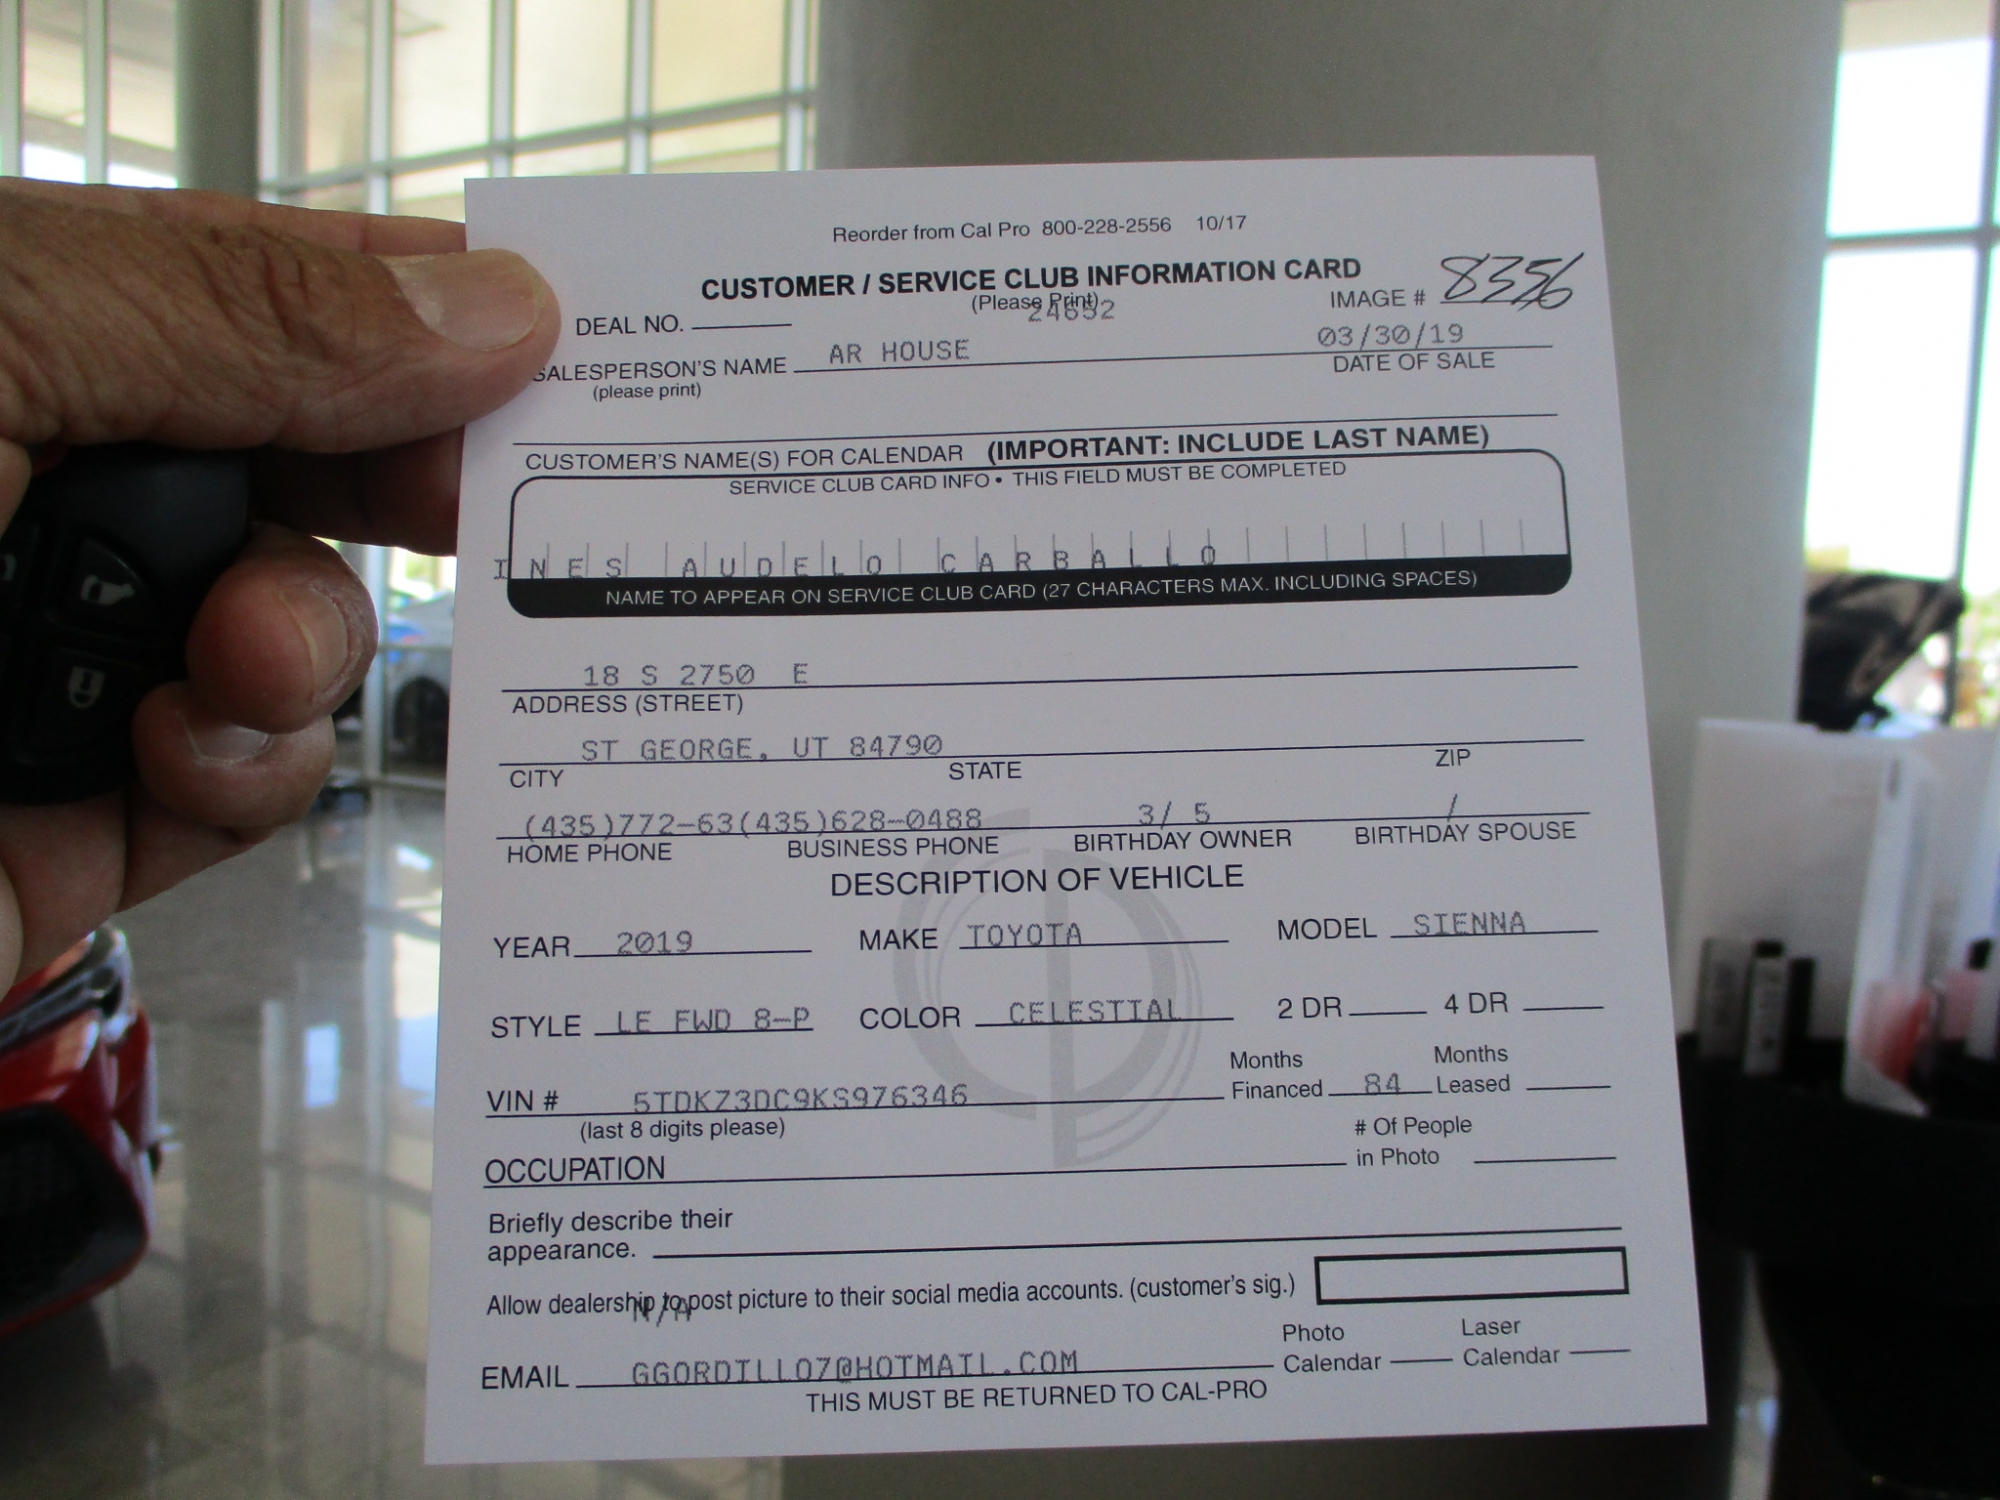 Reorder from Cal Pro 800-228-2556 10/17
CUSTOMER / SERVICE CLUB INFORMATION CARD
(Please Print)
IMAGE # 8356
DEAL NO. 24652
03/30/19
SALESPERSON'S NAME AR HOUSE
DATE OF SALE
(please print)
CUSTOMER'S NAME(S) FOR CALENDAR (IMPORTANT: INCLUDE LAST NAME)
SERVICE CLUB CARD INFO • THIS FIELD MUST BE COMPLETED
INES AUDELO CARBALLO
NAME TO APPEAR ON SERVICE CLUB CARD (27 CHARACTERS MAX. INCLUDING SPACES)
18 S 2750 E
ADDRESS (STREET)
ST GEORGE, UT 84790
CITY STATE ZIP
(435)772-63(435)628-0488 3/ 5 /
HOME PHONE BUSINESS PHONE BIRTHDAY OWNER BIRTHDAY SPOUSE
DESCRIPTION OF VEHICLE
YEAR 2019 MAKE TOYOTA MODEL SIENNA
STYLE LE FWD 8-P COLOR CELESTIAL 2 DR 4 DR
Months Months
VIN # 5TDKZ3DC9KS976346 Financed 84 Leased
(last 8 digits please)
# Of People
OCCUPATION in Photo
Briefly describe their
appearance.
Allow dealership to post picture to their social media accounts. (customer's sig.)
N/A
Photo Laser
EMAIL GGORDILLO7@HOTMAIL.COM Calendar Calendar
THIS MUST BE RETURNED TO CAL-PRO